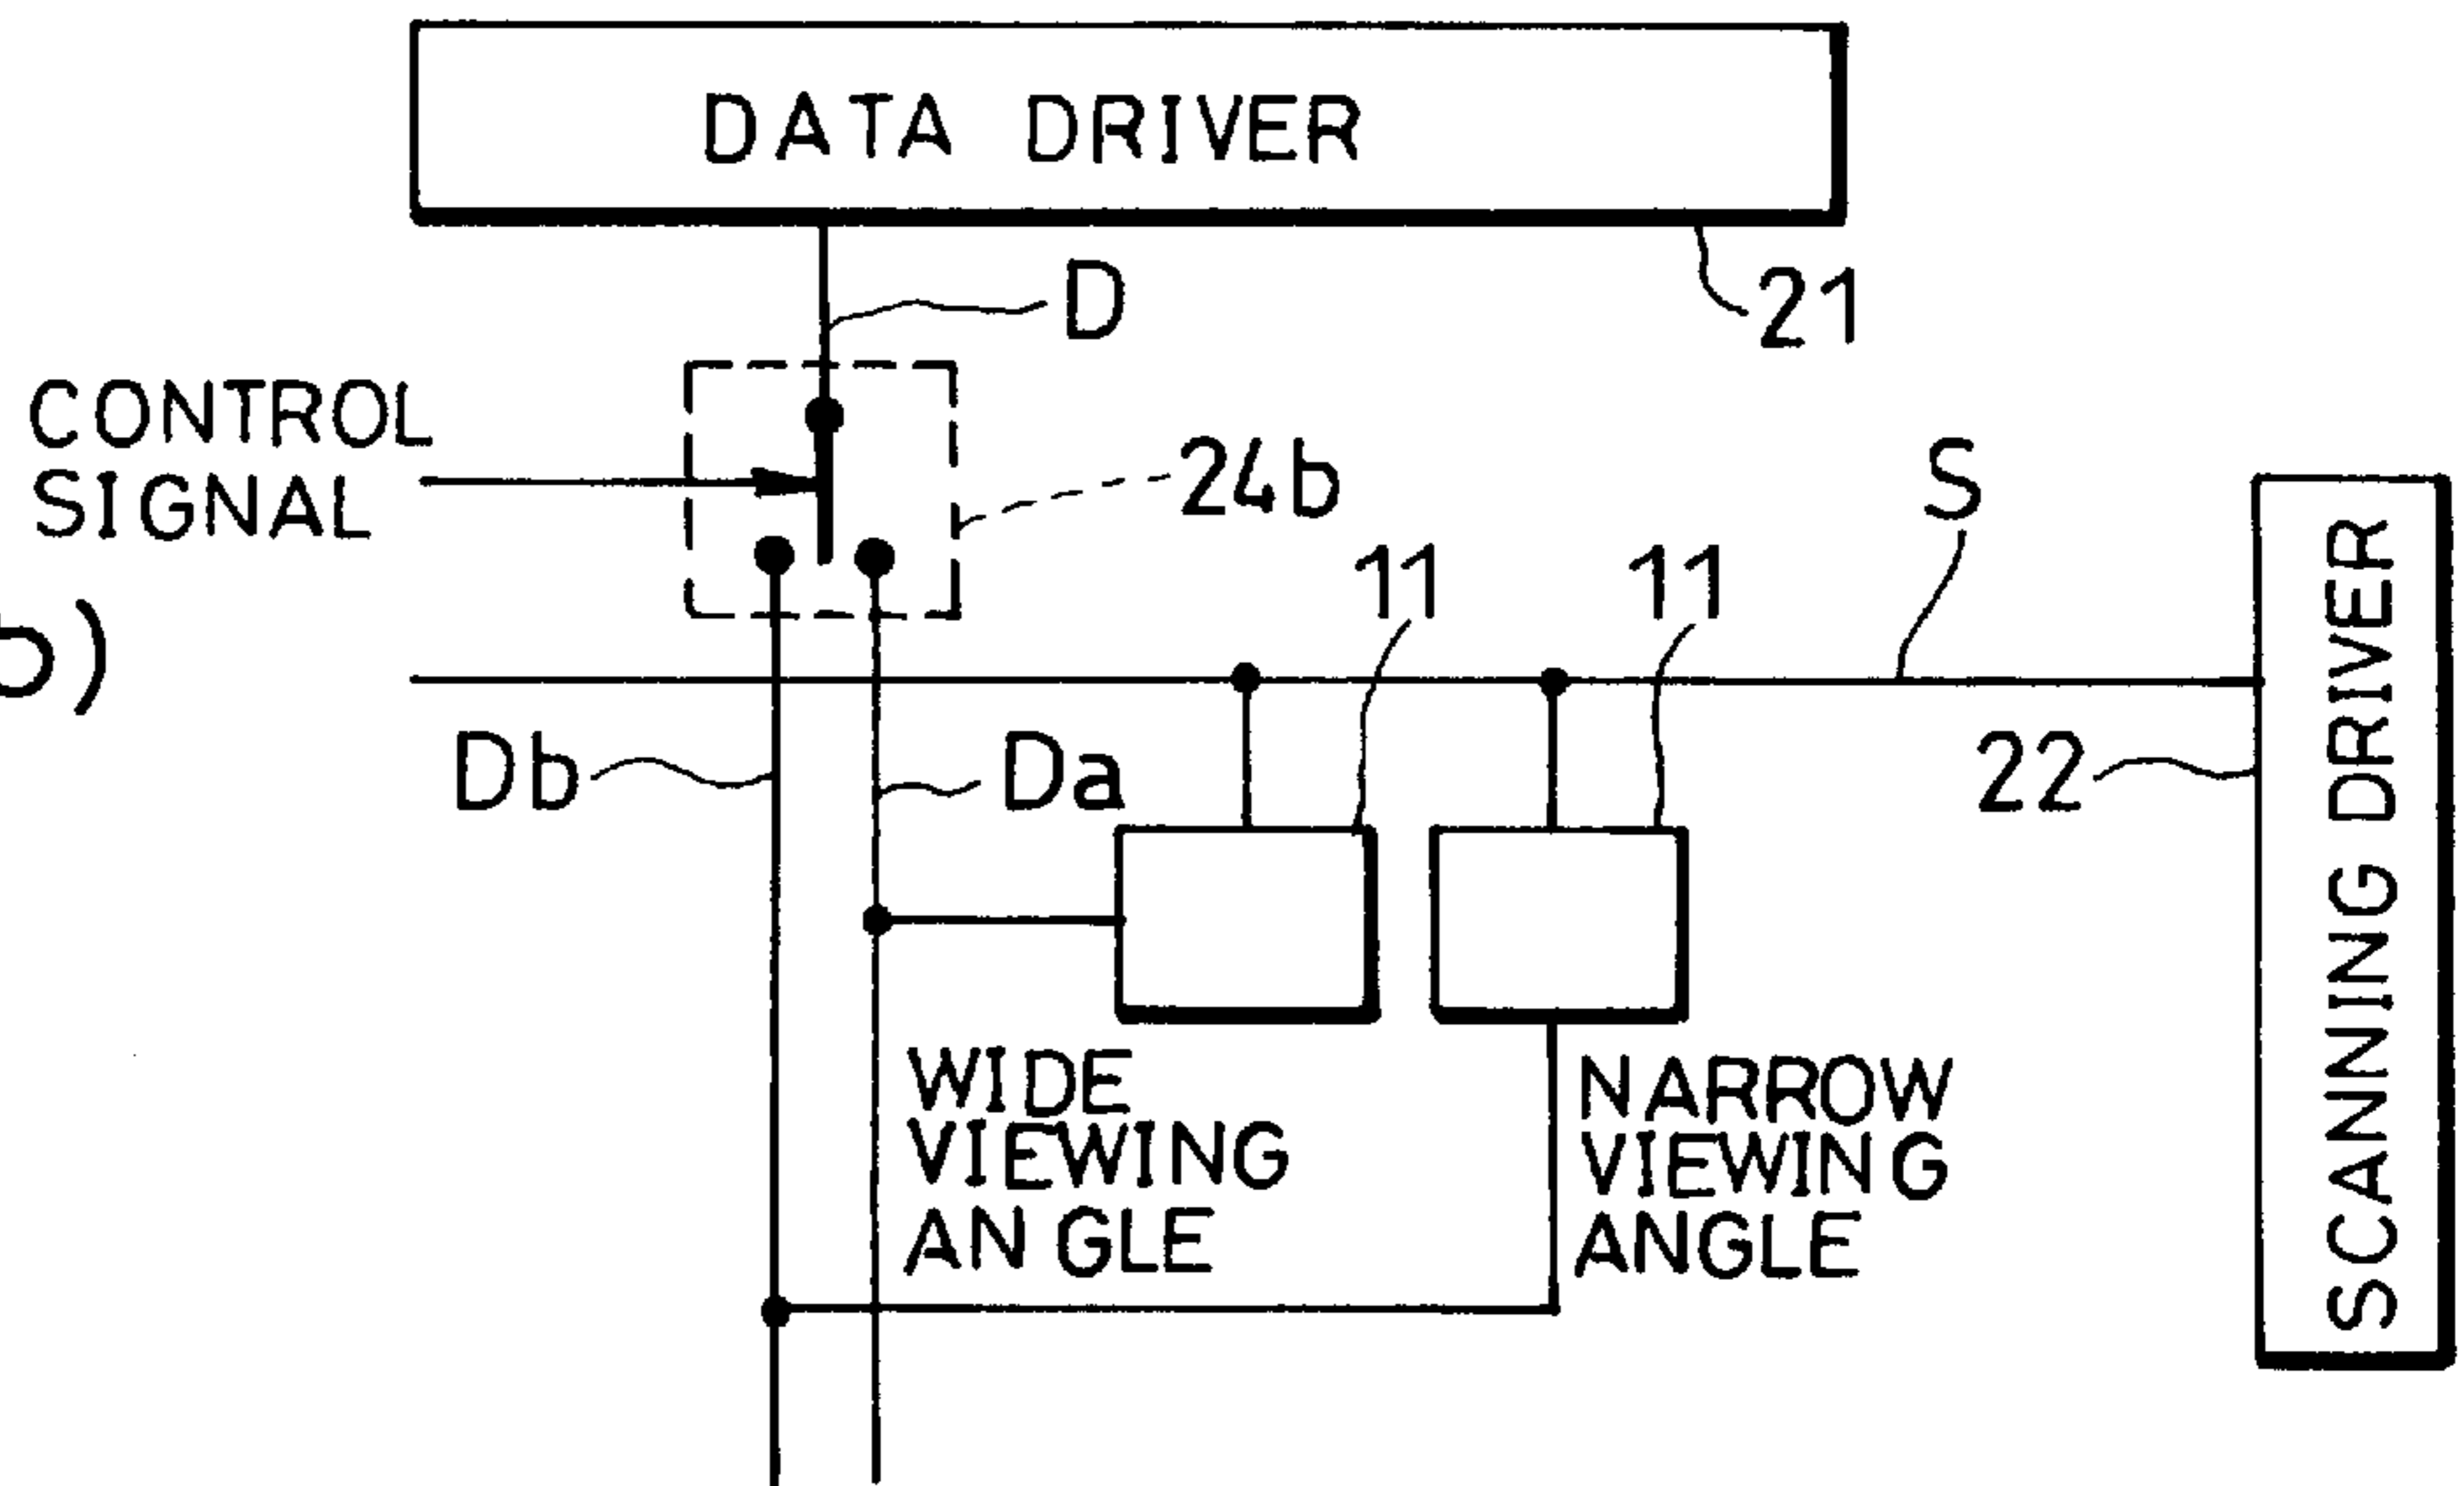 DATA DRIVER
D
21
CONTROL
SIGNAL
24b
S
11
11
b)
Db
Da
22
SCANNING DRIVER
WIDE
VIEWING
ANGLE
NARROW
VIEWING
ANGLE